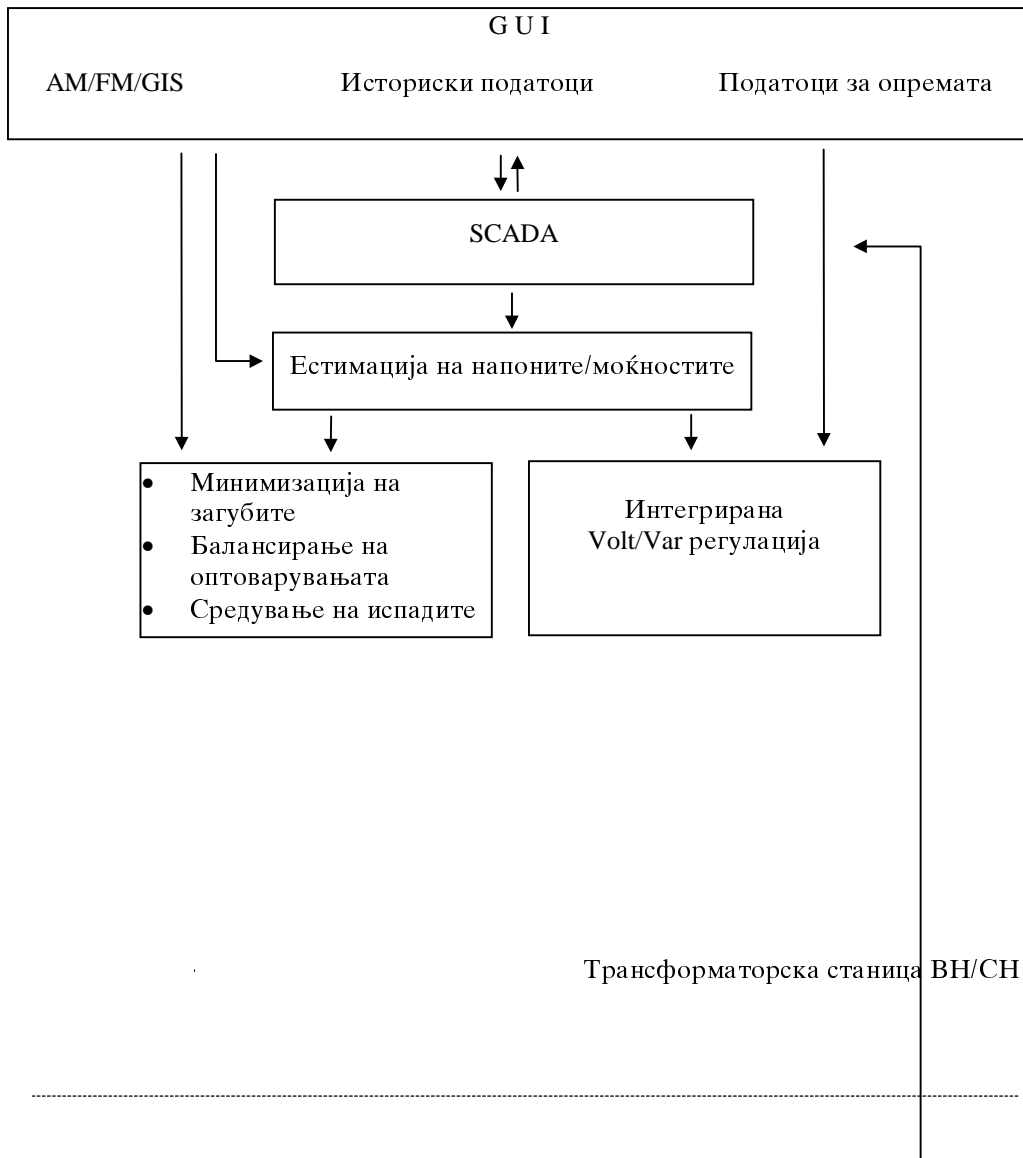 G U I
AM/FM/GIS Историски податоци Податоци за опремата
SCADA
Естимација на напоните/моќностите
• Минимизација на
загубите
• Балансирање на
оптоварувањата
• Средување на испадите
Интегрирана
Volt/Var регулација
Трансформаторска станица ВН/СН